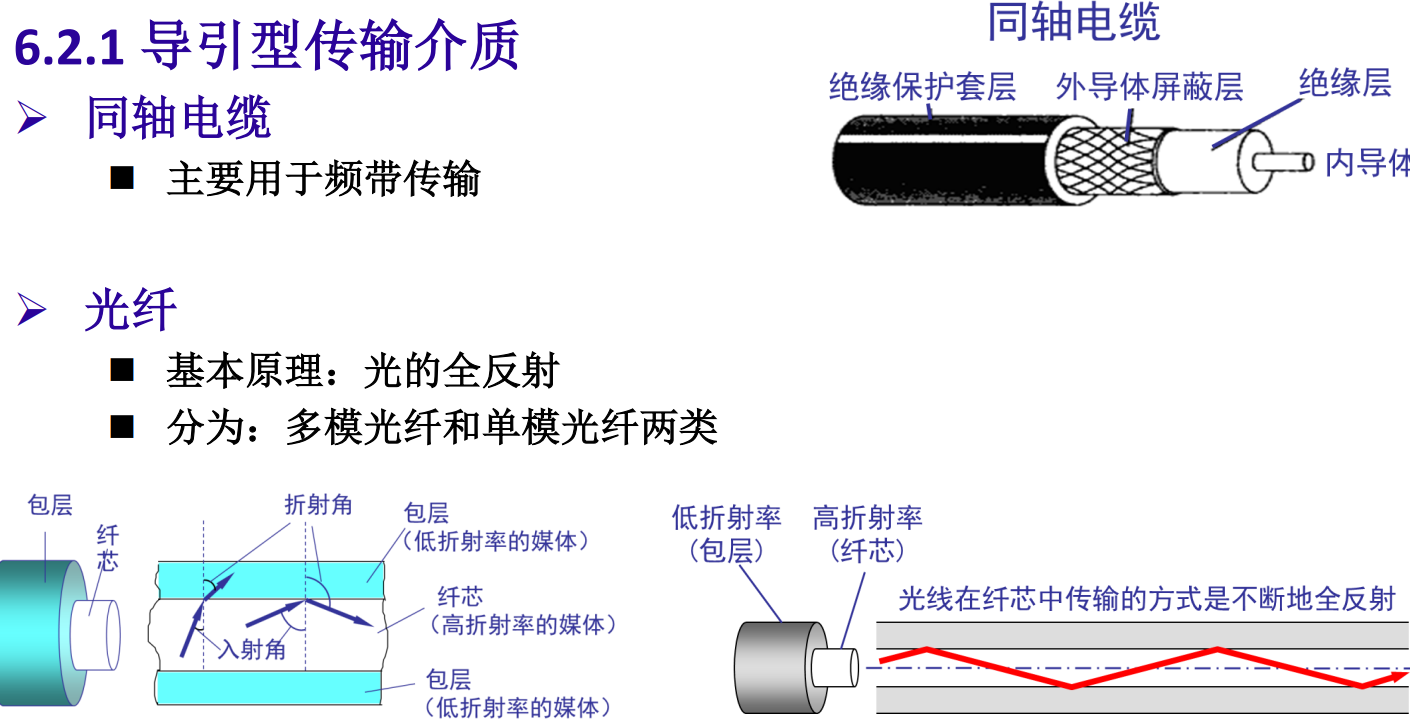 6.2.1 导引型传输介质
➢ 同轴电缆
■ 主要用于频带传输
同轴电缆
绝缘保护套层
外导体屏蔽层
绝缘层
内导体
➢ 光纤
■ 基本原理：光的全反射
■ 分为：多模光纤和单模光纤两类
包层
纤
芯
折射角
包层
（低折射率的媒体）
纤芯
（高折射率的媒体）
入射角
包层
（低折射率的媒体）
低折射率
(包层)
高折射率
(纤芯)
光线在纤芯中传输的方式是不断地全反射